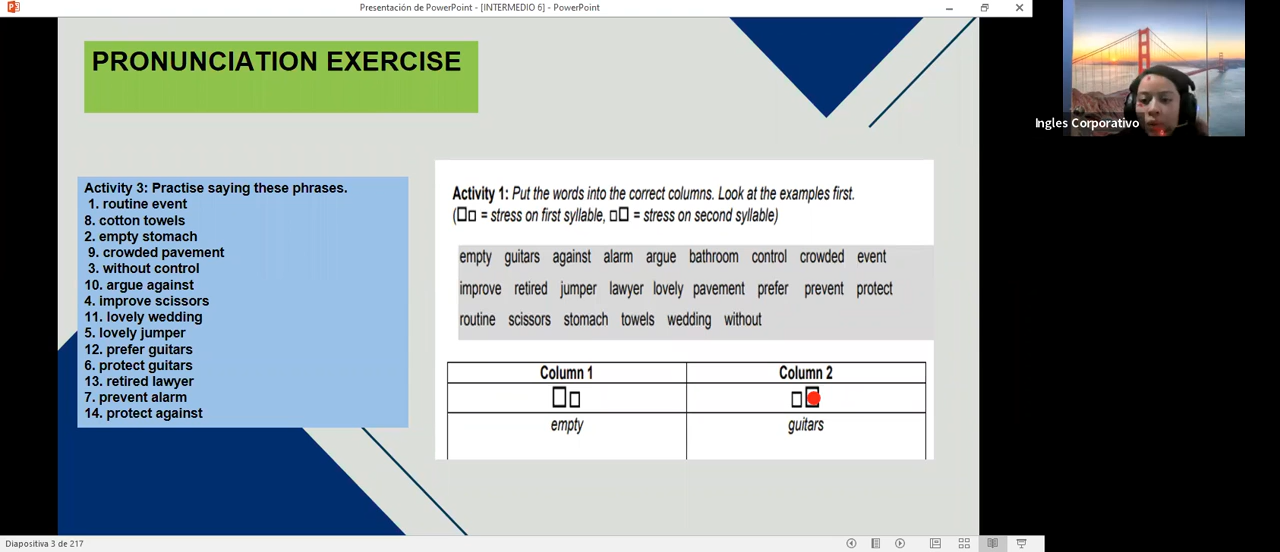 Presentación de PowerPoint - [INTERMEDIO 6] - PowerPoint
PRONUNCIATION EXERCISE
Activity 3: Practise saying these phrases.
1. routine event
8. cotton towels
2. empty stomach
9. crowded pavement
3. without control
10. argue against
4. improve scissors
11. lovely wedding
5. lovely jumper
12. prefer guitars
6. protect guitars
13. retired lawyer
7. prevent alarm
14. protect against
Activity 1: Put the words into the correct columns. Look at the examples first.
(□□ = stress on first syllable, □□ = stress on second syllable)
empty guitars against alarm argue bathroom control crowded event
improve retired jumper lawyer lovely pavement prefer prevent protect
routine scissors stomach towels wedding without
Column 1 Column 2
empty guitars
Ingles Corporativo
Diapositiva 3 de 217